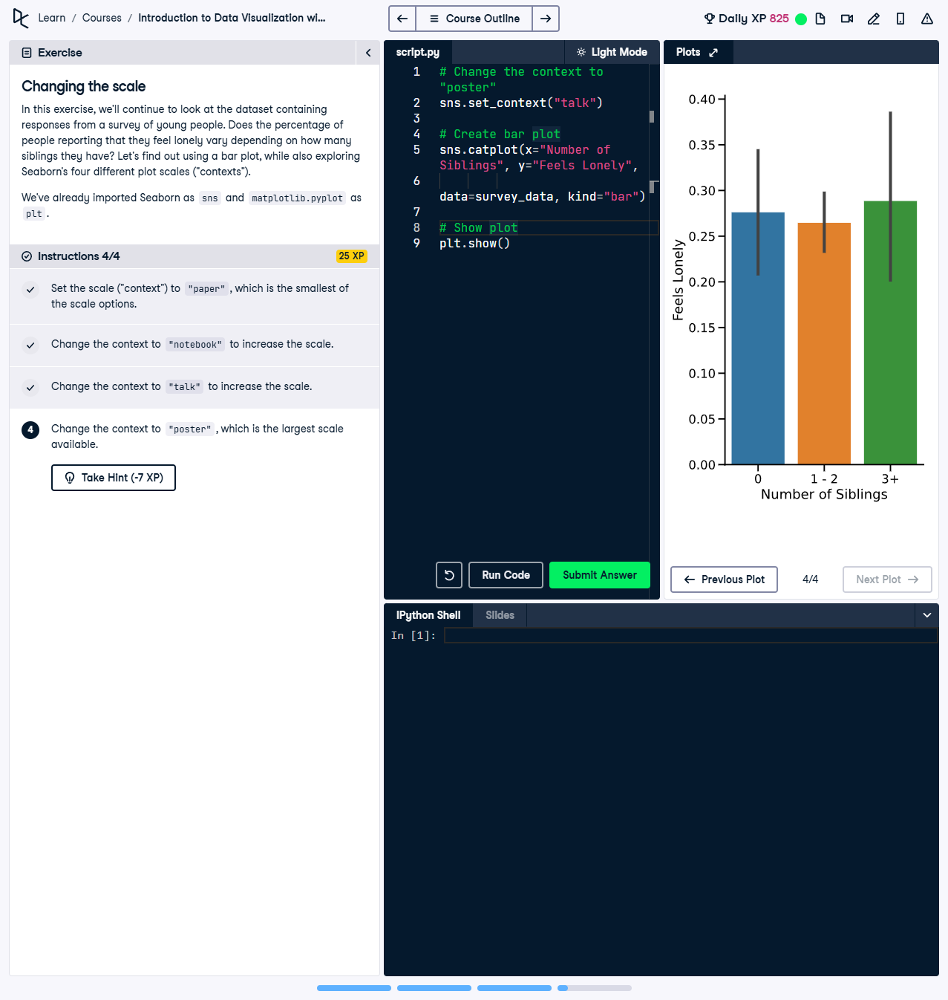 Learn / Courses / Introduction to Data Visualization wi...
Course Outline
Daily XP 825
Exercise
Changing the scale
In this exercise, we'll continue to look at the dataset containing
responses from a survey of young people. Does the percentage of
people reporting that they feel lonely vary depending on how many
siblings they have? Let's find out using a bar plot, while also exploring
Seaborn's four different plot scales ("contexts").
We've already imported Seaborn as sns and matplotlib.pyplot as
plt.
Instructions 4/4
25 XP
Set the scale ("context") to "paper", which is the smallest of
the scale options.
Change the context to "notebook" to increase the scale.
Change the context to "talk" to increase the scale.
4 Change the context to "poster", which is the largest scale
available.
Take Hint (-7 XP)
script.py
Light Mode
1 # Change the context to
"poster"
2 sns.set_context("talk")
3
4 # Create bar plot
5 sns.catplot(x="Number of
Siblings", y="Feels Lonely",
6
data=survey_data, kind="bar")
7
8 # Show plot
9 plt.show()
Run Code
Submit Answer
Plots
0.40
0.35
0.30
0.25
0.20
0.15
0.10
0.05
0.00
Feels Lonely
0 1 - 2 3+
Number of Siblings
Previous Plot
4/4
Next Plot
IPython Shell
Slides
In [1]: